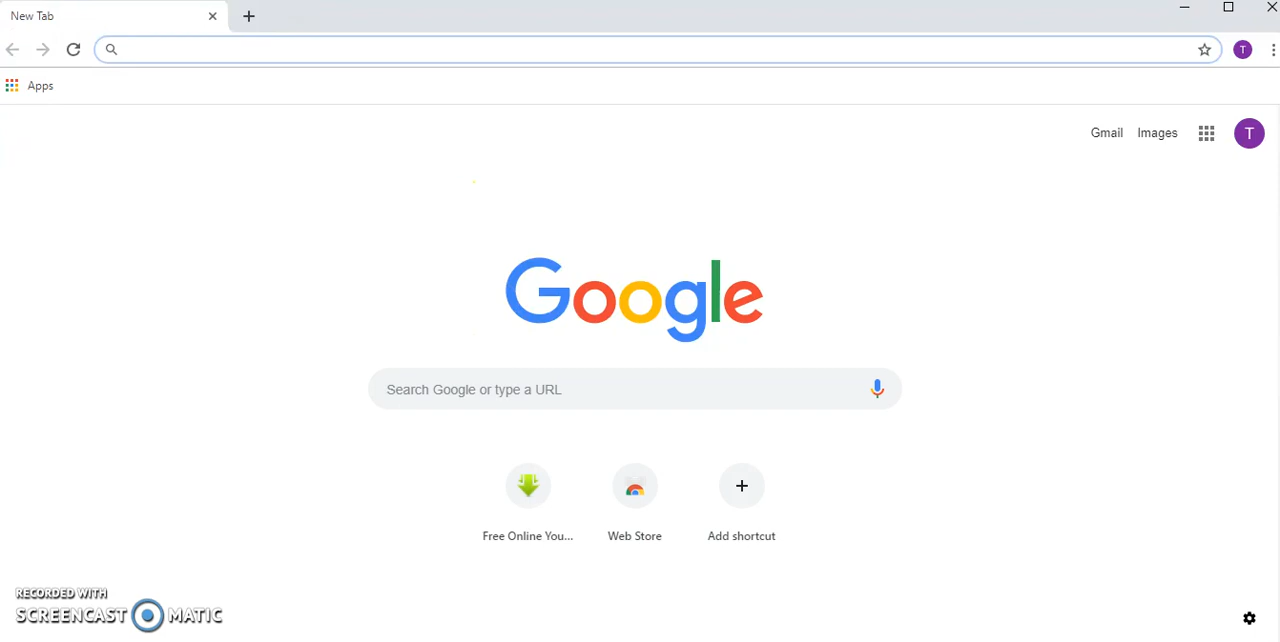 New Tab
Apps
Gmail Images
T
T
Google
Search Google or type a URL
Free Online You... Web Store Add shortcut
RECORDED WITH
SCREENCAST MATIC